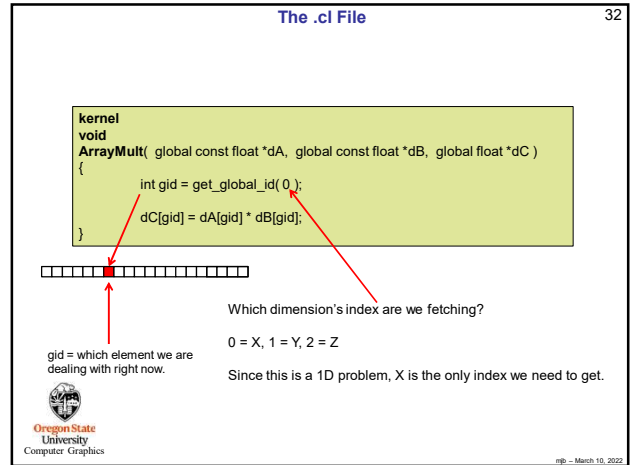 The .cl File
32
kernel
void
ArrayMult( global const float *dA, global const float *dB, global float *dC )
{
int gid = get_global_id( 0 );
dC[gid] = dA[gid] * dB[gid];
}
Which dimension's index are we fetching?
0 = X, 1 = Y, 2 = Z
Since this is a 1D problem, X is the only index we need to get.
gid = which element we are
dealing with right now.
Oregon State
University
Computer Graphics
mjb – March 10, 2022